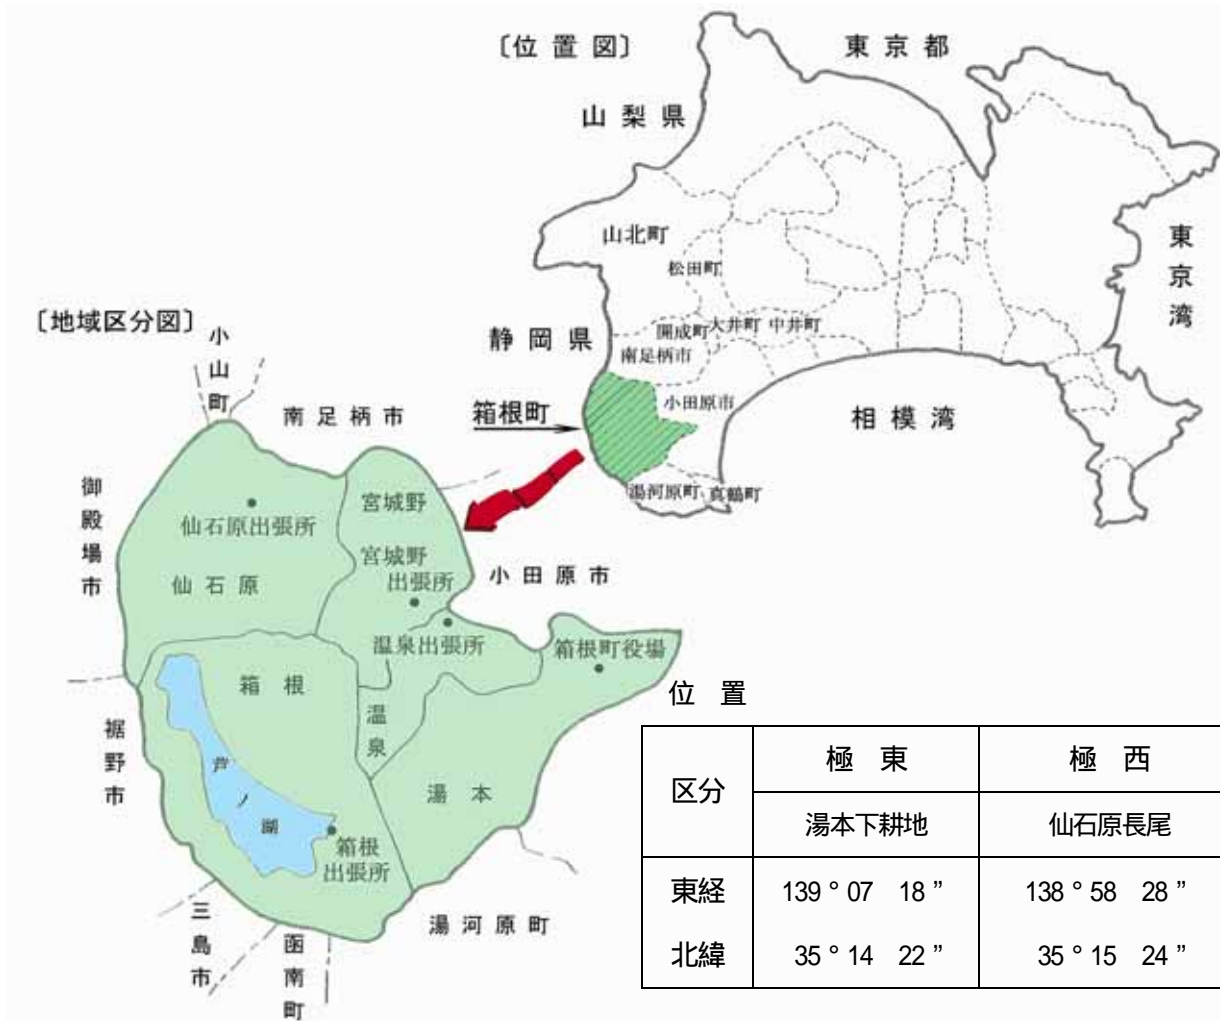 〔位置図〕
東京都
山梨県
山北町
松田町
東京湾
静岡県
開成町
大井町
中井町
南足柄市
箱根町
小田原市
相模湾
湯河原町
真鶴町
〔地域区分図〕
小山町
南足柄市
御殿場市
宮城野
仙石原出張所
宮城野
出張所
仙石原
小田原市
温泉出張所
箱根町役場
箱根
温泉
裾野市
芦ノ湖
湯本
箱根
出張所
三島市
函南町
湯河原町
位 置
区分 極 東 極 西
湯本下耕地 仙石原長尾
東経 139 ° 07 18 ” 138 ° 58 28 ”
北緯 35 ° 14 22 ” 35 ° 15 24 ”